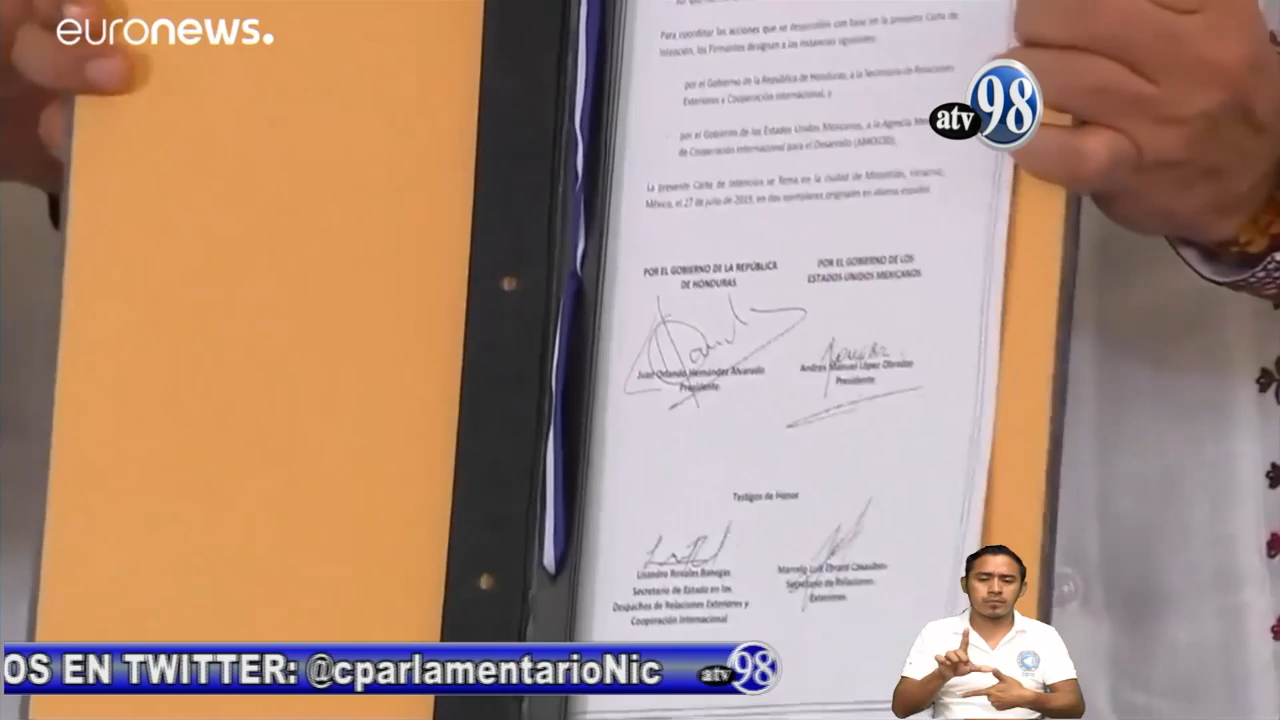 euronews.
Para coordinar las acciones que se desarrollen con base en la presente Carta de
Intención, los Firmantes designan a las instancias siguientes:
por el Gobierno de la República de Honduras, a la Secretaría de Relaciones
Exteriores y Cooperación Internacional, y
por el Gobierno de los Estados Unidos Mexicanos, a la Agencia
de Cooperación Internacional para el Desarrollo (AMEXCID).
La presente Carta de Intención se firma en la ciudad de Minatitlán, Veracruz,
México, el 27 de julio de 2019, en dos ejemplares originales en idioma español.
atv 98
POR EL GOBIERNO DE LA REPÚBLICA
DE HONDURAS
Juan Orlando Hernández Alvarado
Presidente
POR EL GOBIERNO DE LOS
ESTADOS UNIDOS MEXICANOS
Andrés Manuel López Obrador
Presidente
Testigos de Honor
Lisandro Rosales Banegas
Secretario de Estado en los
Despachos de Relaciones Exteriores y
Cooperación Internacional
Marcelo Luis Ebrard Casaubon
Secretario de Relaciones
Exteriores
OS EN TWITTER: @cparlamentarioNic
atv 98